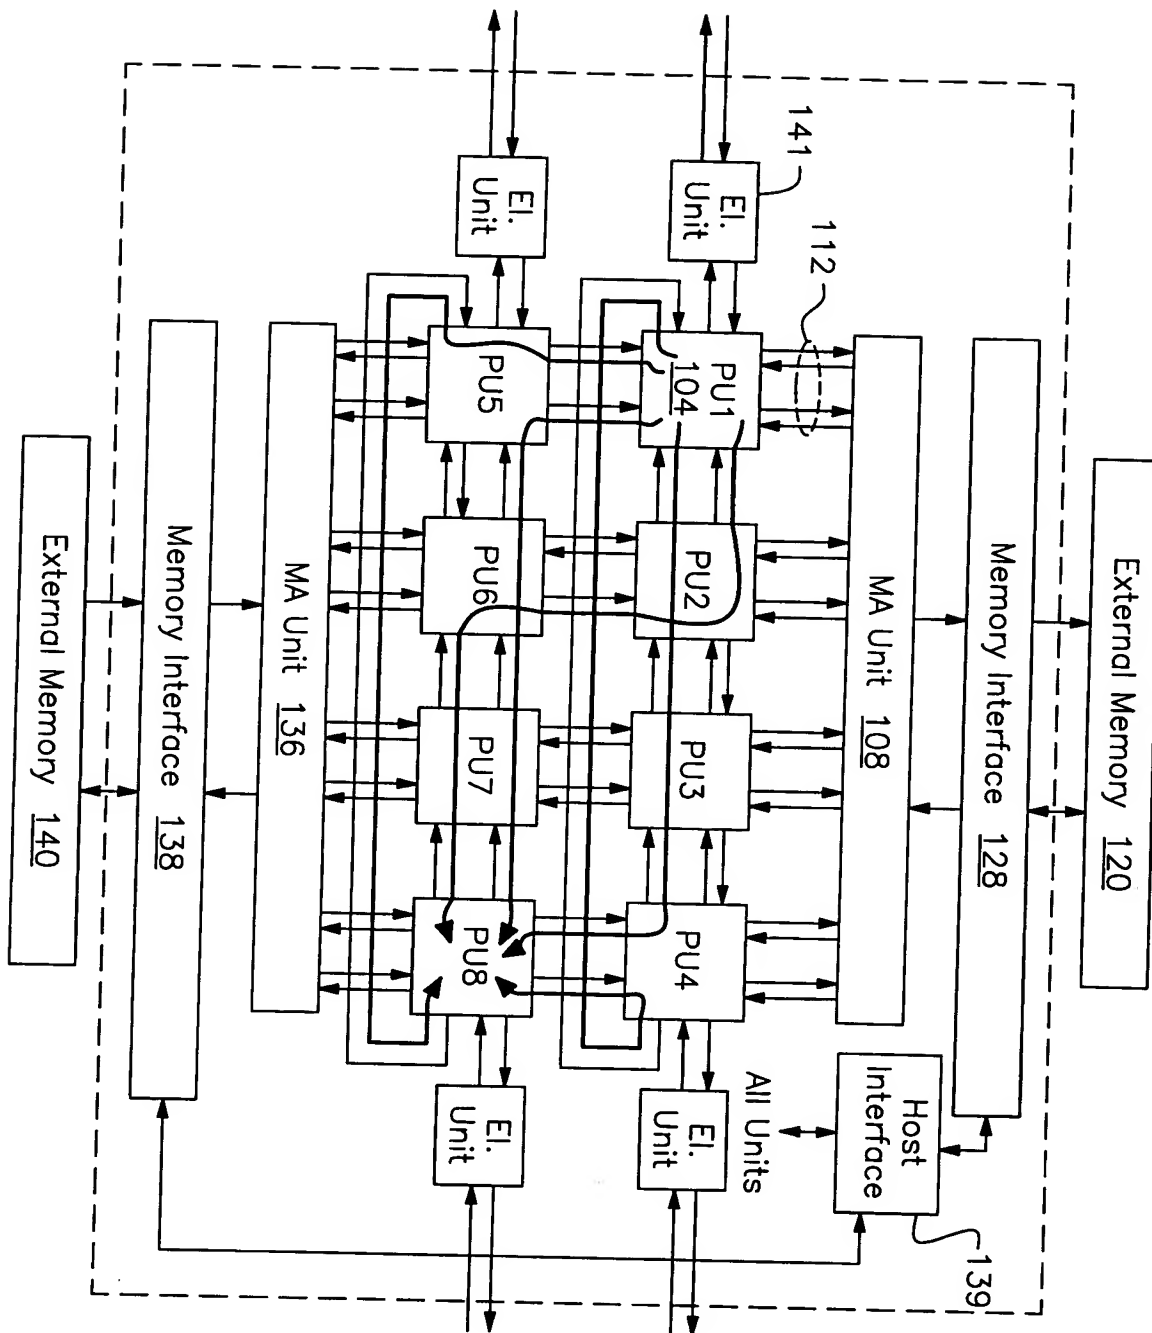 External Memory 120
Memory Interface 128
Host
Interface
139
MA Unit 108
All Units
112
141
El.
Unit
PU1
104
PU2
PU3
PU4
El.
Unit
El.
Unit
PU5
PU6
PU7
PU8
El.
Unit
MA Unit 136
Memory Interface 138
External Memory 140